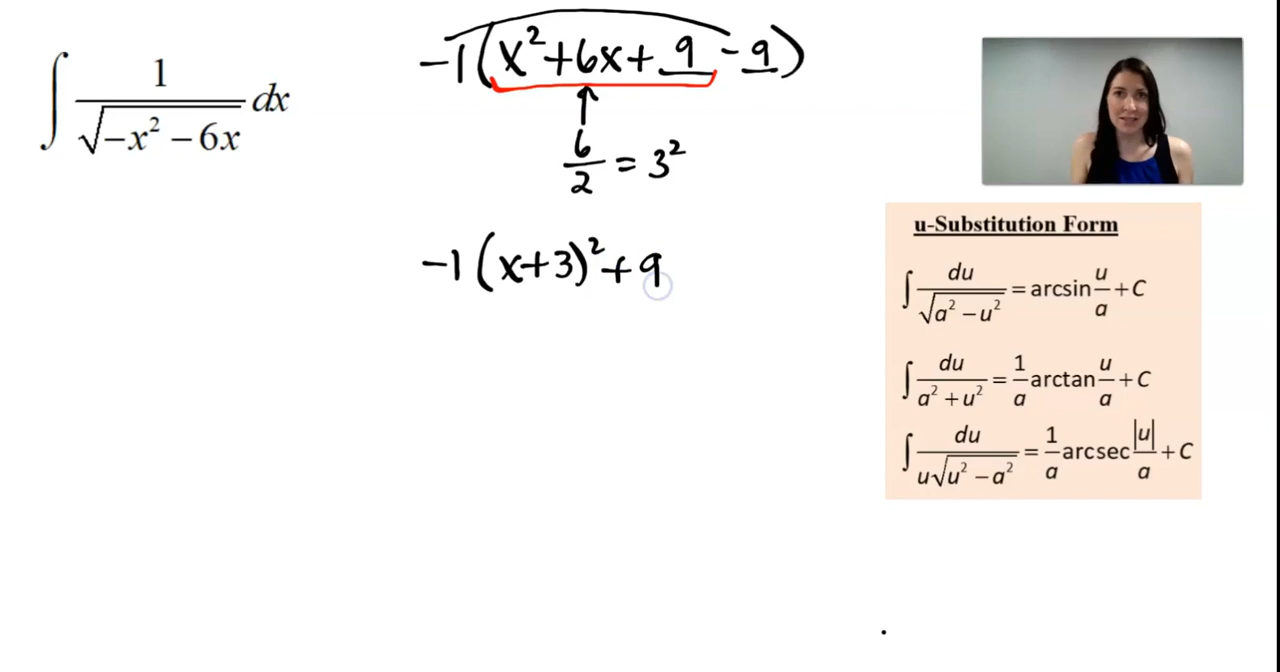 ∫ 1/√(-x² - 6x) dx
-1(x² + 6x + 9 - 9)
6/2 = 3²
-1(x+3)² + 9
u-Substitution Form
∫ du/√(a² - u²) = arcsin u/a + C
∫ du/(a² + u²) = 1/a arctan u/a + C
∫ du/(u√(u² - a²)) = 1/a arcsec |u|/a + C